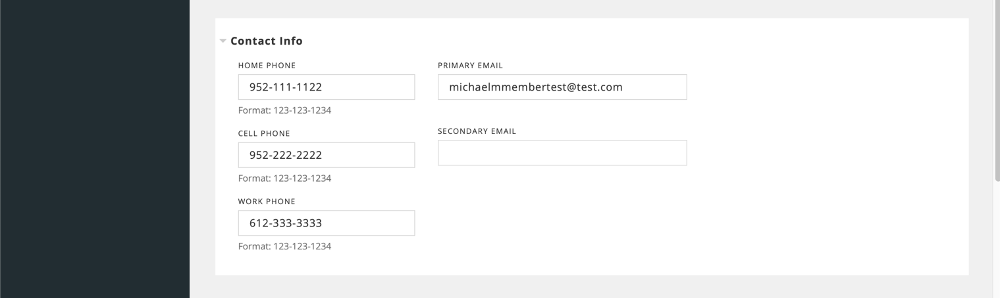 Contact Info
HOME PHONE
952-111-1122
Format: 123-123-1234
CELL PHONE
952-222-2222
Format: 123-123-1234
WORK PHONE
612-333-3333
Format: 123-123-1234
PRIMARY EMAIL
michaelmmembertest@test.com
SECONDARY EMAIL